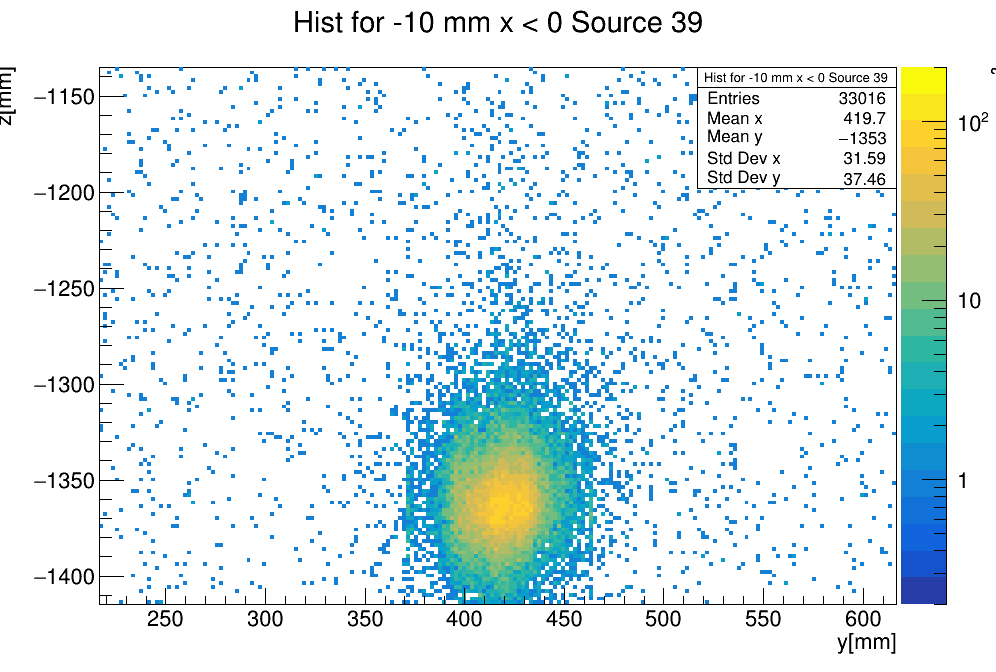 Hist for -10 mm x < 0 Source 39
z[mm]
Hist for -10 mm x < 0 Source 39
Entries 33016
Mean x 419.7
Mean y −1353
Std Dev x 31.59
Std Dev y 37.46
−1150
−1200
−1250
−1300
−1350
−1400
10²
10
1
250 300 350 400 450 500 550 600
y[mm]